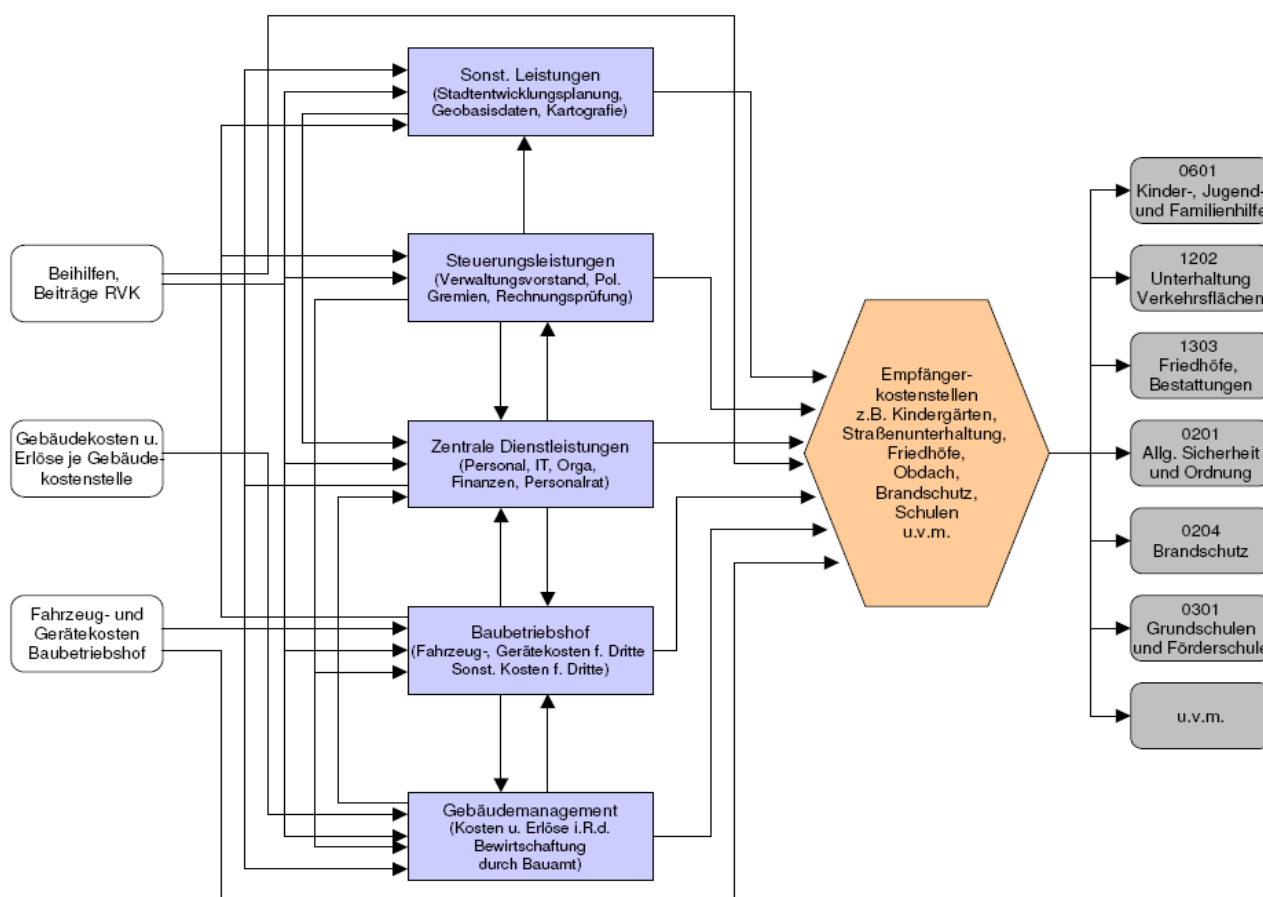 Sonst. Leistungen
(Stadtentwicklungsplanung,
Geobasisdaten, Kartografie)
Steuerungsleistungen
(Verwaltungsvorstand, Pol.
Gremien, Rechnungsprüfung)
Zentrale Dienstleistungen
(Personal, IT, Orga,
Finanzen, Personalrat)
Baubetriebshof
(Fahrzeug-, Gerätekosten f. Dritte
Sonst. Kosten f. Dritte)
Gebäudemanagement
(Kosten u. Erlöse i.R.d.
Bewirtschaftung
durch Bauamt)
Beihilfen,
Beiträge RVK
Gebäudekosten u.
Erlöse je Gebäude-
kostenstelle
Fahrzeug- und
Gerätekosten
Baubetriebshof
Empfänger-
kostenstellen
z.B. Kindergärten,
Straßenunterhaltung,
Friedhöfe,
Obdach,
Brandschutz,
Schulen
u.v.m.
0601
Kinder-, Jugend-
und Familienhilfe
1202
Unterhaltung
Verkehrsflächen
1303
Friedhöfe,
Bestattungen
0201
Allg. Sicherheit
und Ordnung
0204
Brandschutz
0301
Grundschulen
und Förderschule
u.v.m.